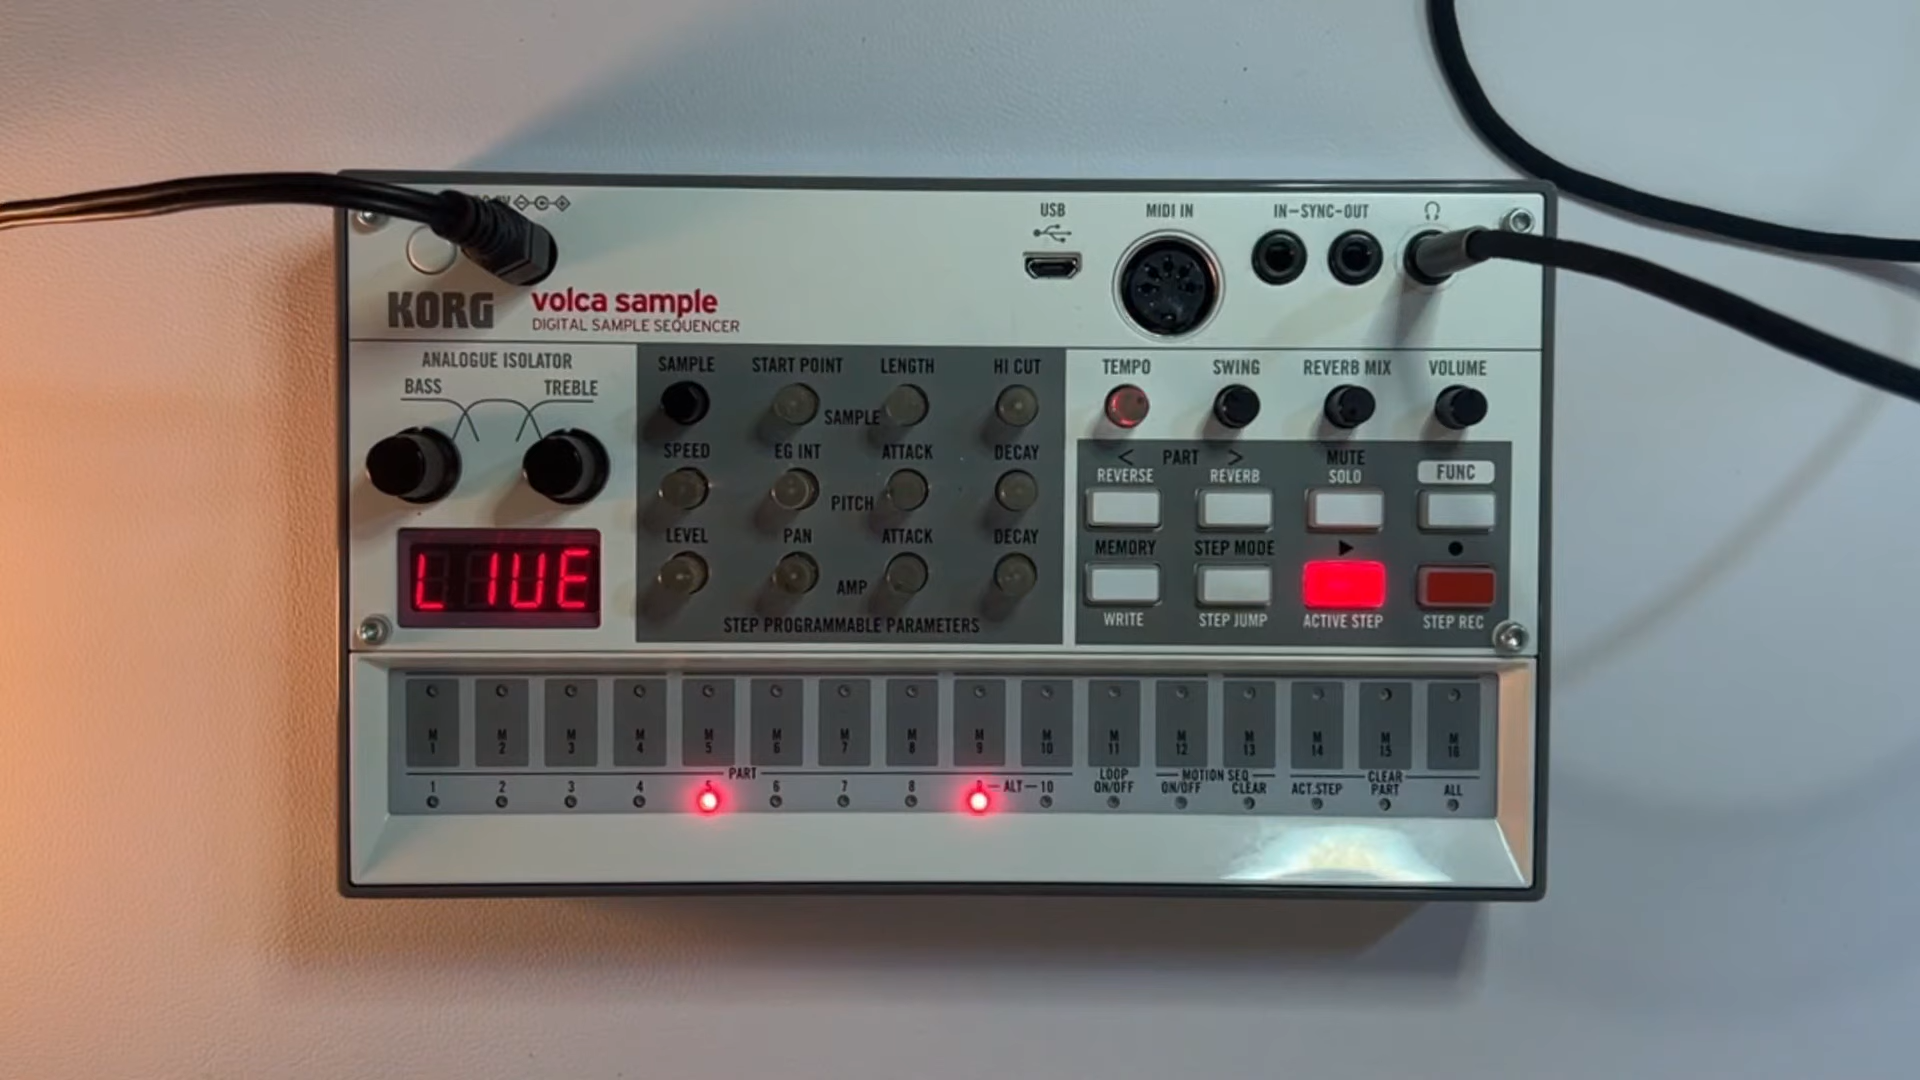 USB
MIDI IN
IN-SYNC-OUT
KORG
volca sample
DIGITAL SAMPLE SEQUENCER
ANALOGUE ISOLATOR
BASS
TREBLE
LIVE
SAMPLE
START POINT
LENGTH
HI CUT
SAMPLE
SPEED
EG INT
ATTACK
DECAY
PITCH
LEVEL
PAN
ATTACK
DECAY
AMP
STEP PROGRAMMABLE PARAMETERS
TEMPO
SWING
REVERB MIX
VOLUME
< PART >
MUTE
REVERSE
REVERB
SOLO
FUNC
MEMORY
STEP MODE
WRITE
STEP JUMP
ACTIVE STEP
STEP REC
M M M M M M M M M M M M M M M M
1 2 3 4 5 6 7 8 9 10 11 12 13 14 15 16
PART
LOOP
MOTION SEQ
CLEAR
1 2 3 4 5 6 7 8 ALT 10
ON/OFF
ON/OFF
CLEAR
ACT.STEP
PART
ALL